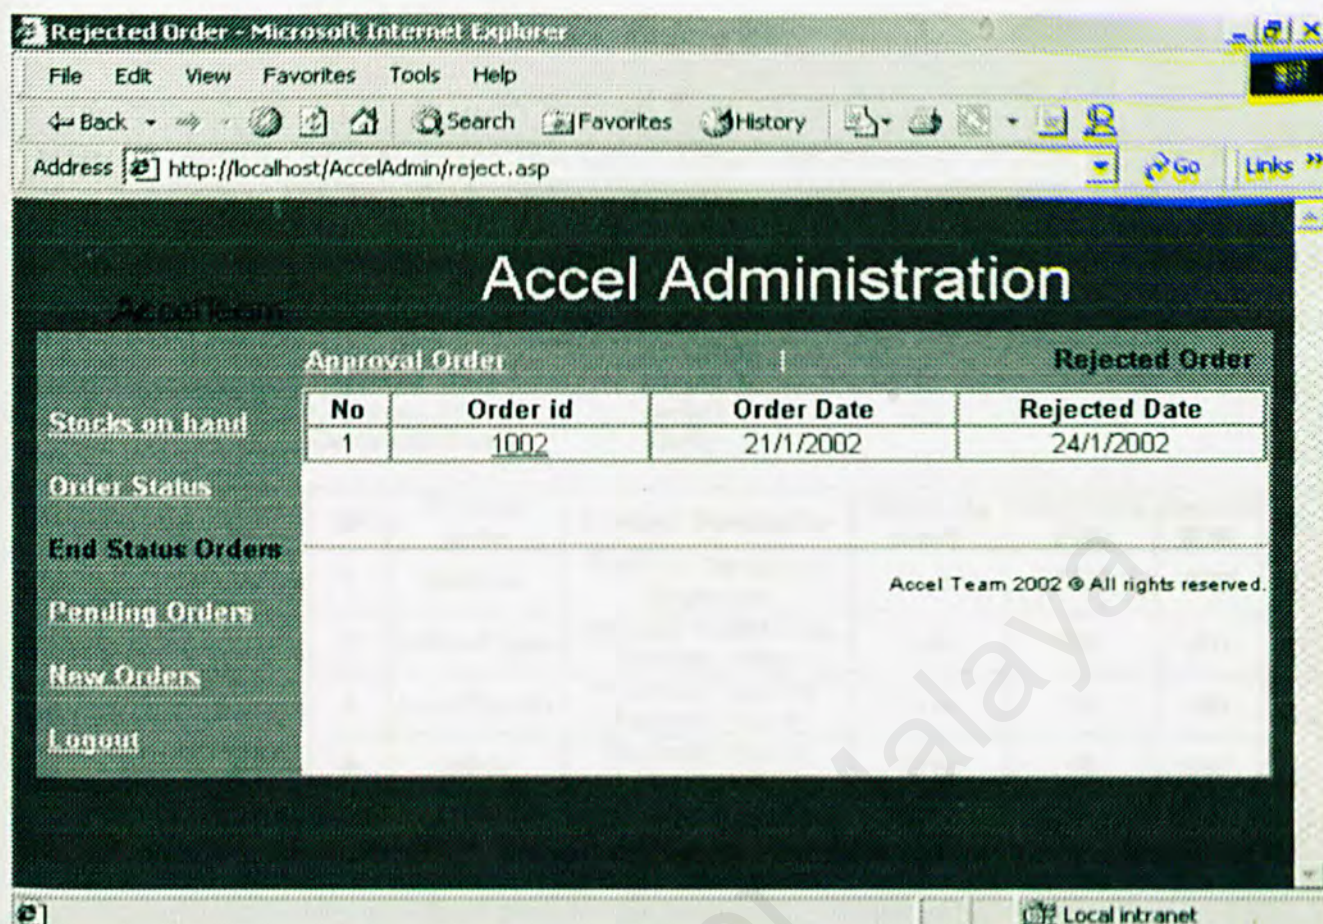 Rejected Order - Microsoft Internet Explorer
File Edit View Favorites Tools Help
Back Search Favorites History
Address http://localhost/AccelAdmin/reject.asp Go Links »
Accel Administration
AccelTeam
Approval Order | Rejected Order
No Order id Order Date Rejected Date
1 1002 21/1/2002 24/1/2002
Stocks on hand
Order Status
End Status Orders
Pending Orders
New Orders
Logout
Accel Team 2002 © All rights reserved.
Malaya
Local intranet